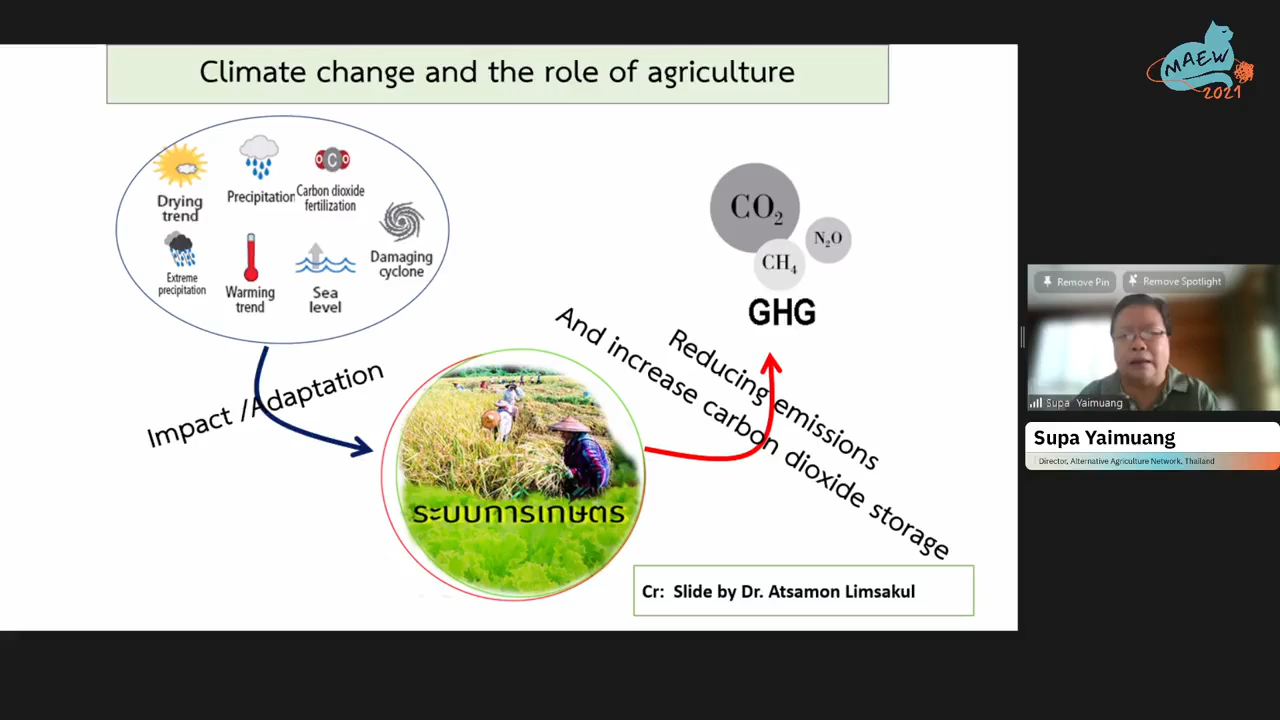 Climate change and the role of agriculture
MAEW
2021
Drying
trend
Precipitation
C
O
O
Carbon dioxide
fertilization
Damaging
cyclone
Extreme
precipitation
Warming
trend
Sea
level
CO₂
N₂O
CH₄
GHG
Impact /Adaptation
Reducing emissions
And increase carbon dioxide storage
ระบบการเกษตร
Cr: Slide by Dr. Atsamon Limsakul
Remove Pin
Remove Spotlight
Supa Yaimuang
Supa Yaimuang
Director, Alternative Agriculture Network, Thailand